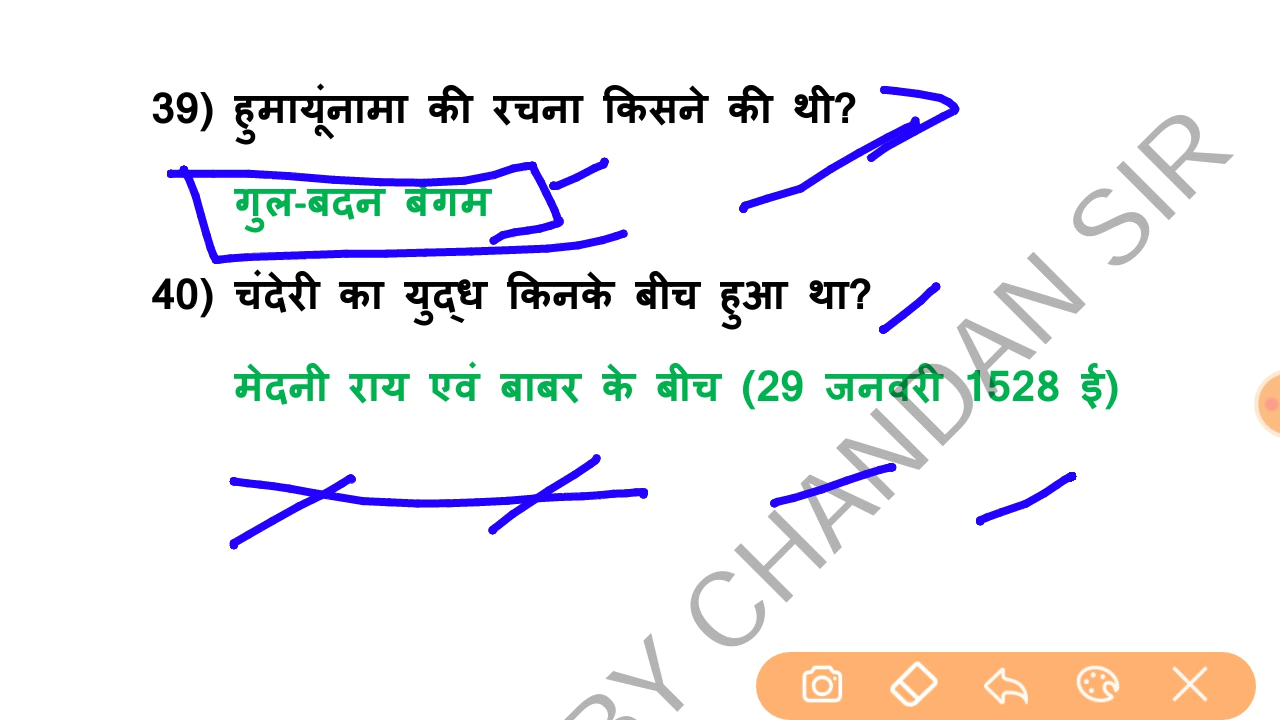 39) हुमायूंनामा की रचना किसने की थी?
गुल-बदन बेगम
40) चंदेरी का युद्ध किनके बीच हुआ था?
मेदनी राय एवं बाबर के बीच (29 जनवरी 1528 ई)
BY CHANDAN SIR